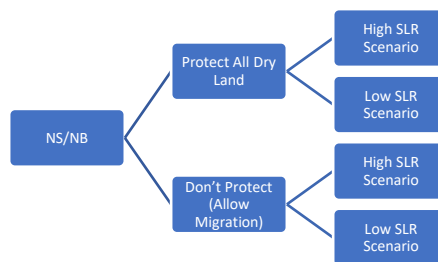 NS/NB
Protect All Dry
Land
High SLR
Scenario
Low SLR
Scenario
Don't Protect
(Allow
Migration)
High SLR
Scenario
Low SLR
Scenario